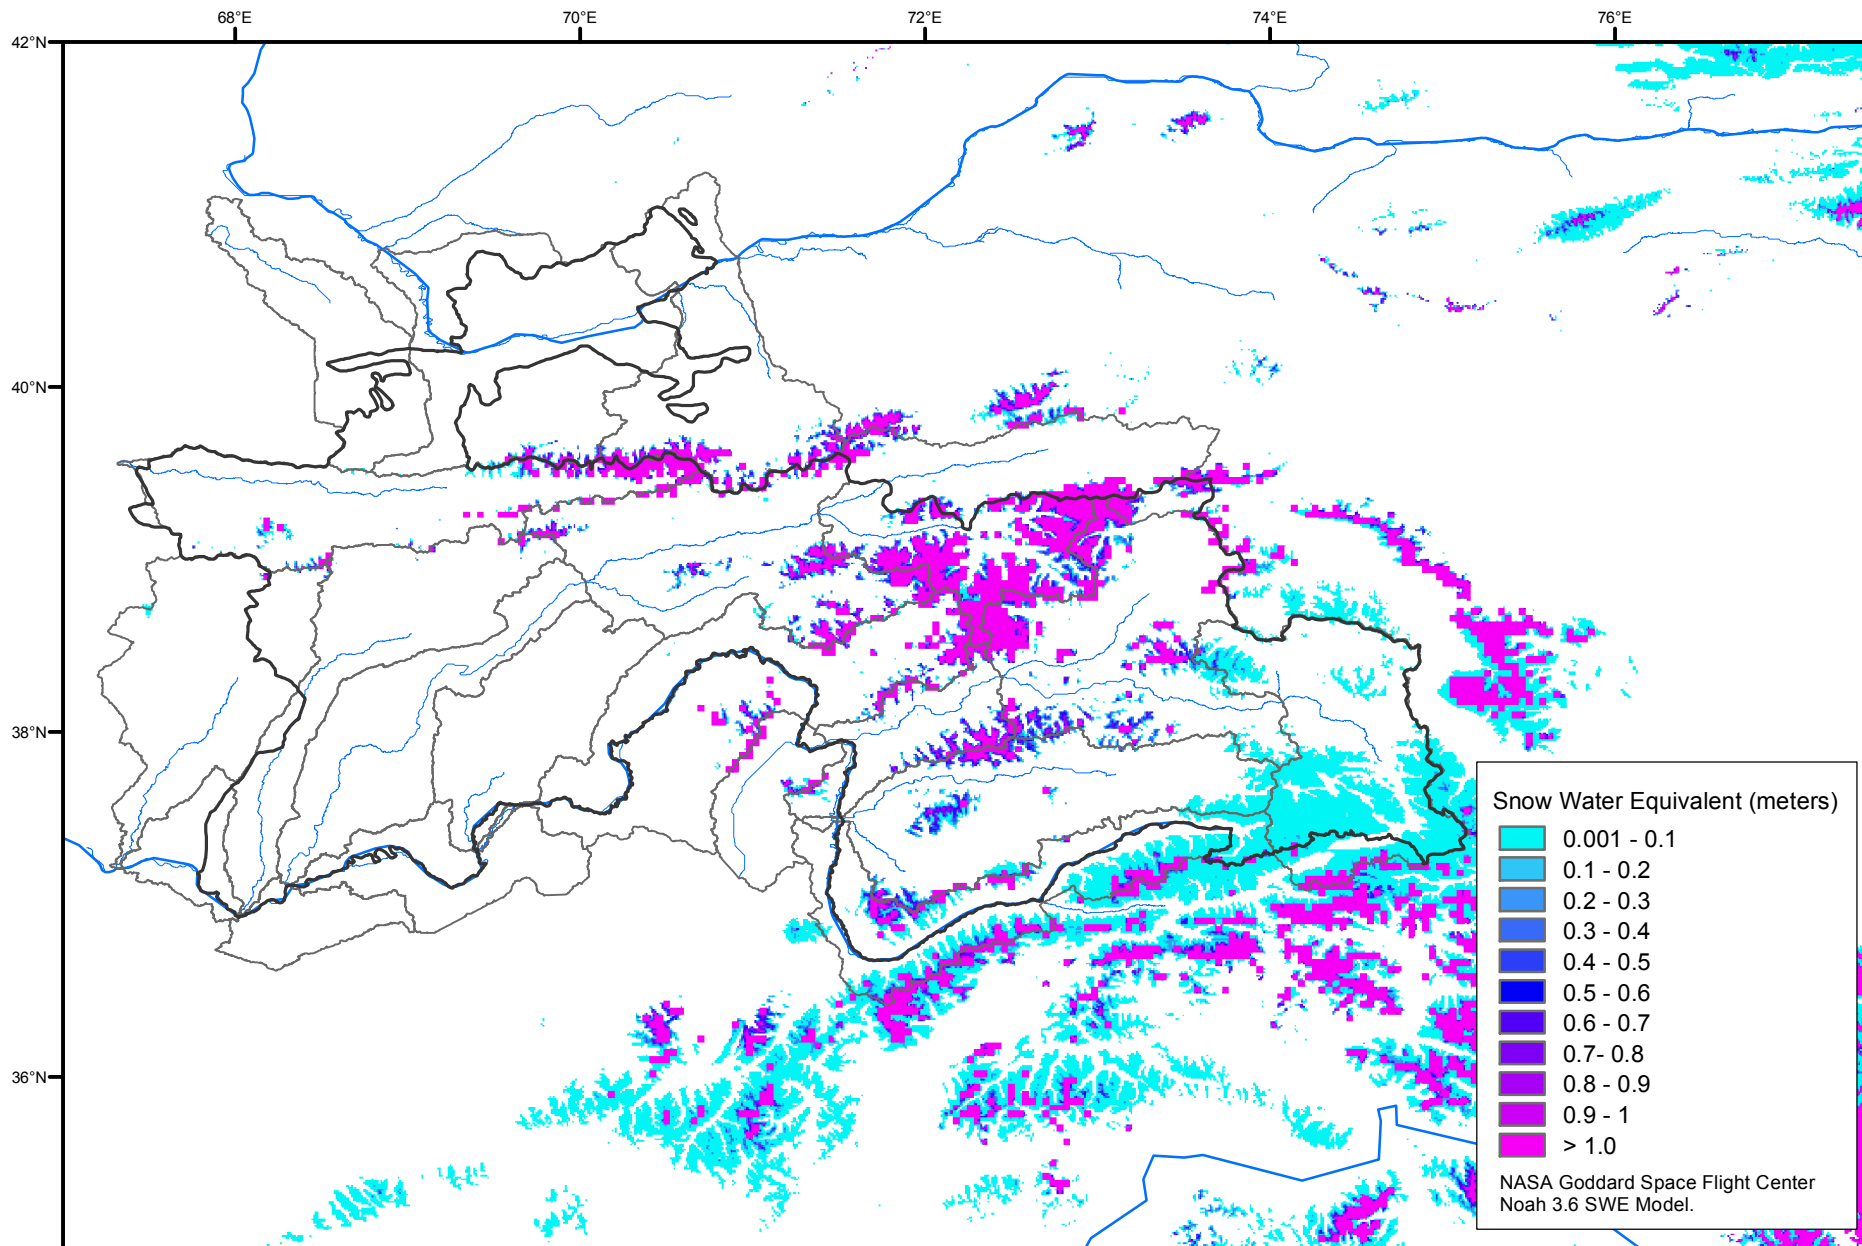 68°E
70°E
72°E
74°E
76°E
42°N
40°N
38°N
36°N
Snow Water Equivalent (meters)
0.001 - 0.1
0.1 - 0.2
0.2 - 0.3
0.3 - 0.4
0.4 - 0.5
0.5 - 0.6
0.6 - 0.7
0.7- 0.8
0.8 - 0.9
0.9 - 1
> 1.0
NASA Goddard Space Flight Center
Noah 3.6 SWE Model.